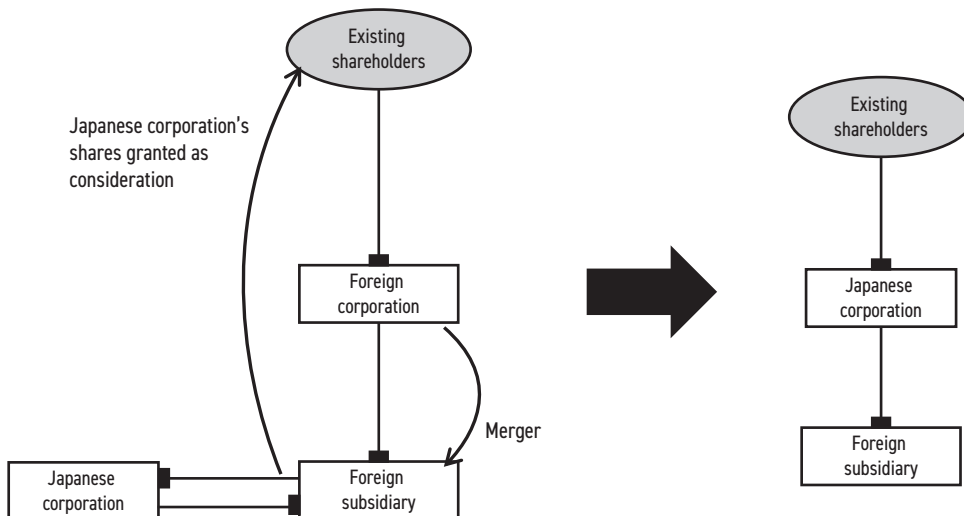 Existing
shareholders
Japanese corporation's
shares granted as
consideration
Foreign
corporation
Merger
Japanese
corporation
Foreign
subsidiary
Existing
shareholders
Japanese
corporation
Foreign
subsidiary